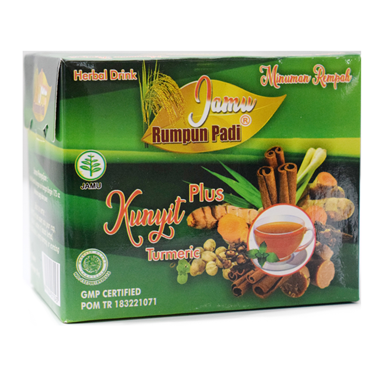 Herbal Drink
Minuman Rempah
Jamu
Rumpun Padi ®
JAMU
Kunyit Plus
Turmeric
GMP CERTIFIED
POM TR 183221071